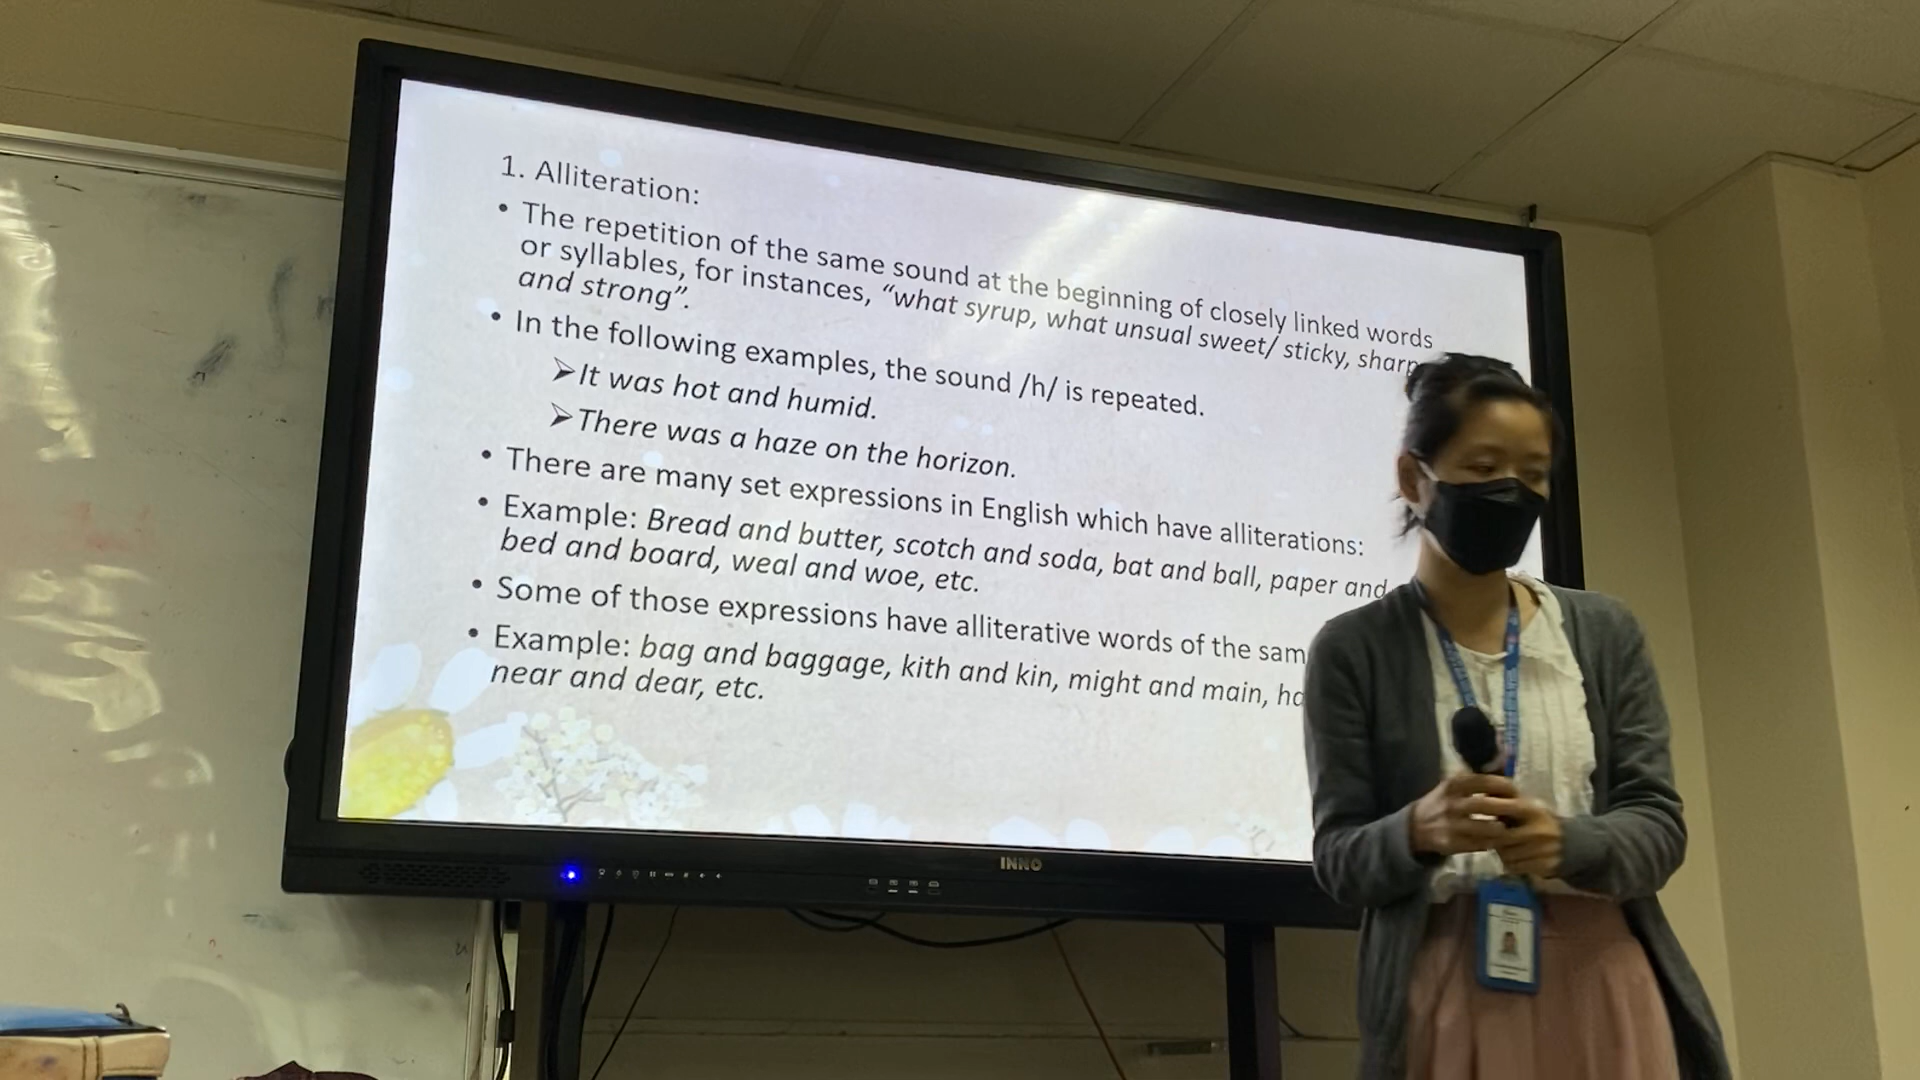 1. Alliteration:
• The repetition of the same sound at the beginning of closely linked words
or syllables, for instances, “what syrup, what unsual sweet/ sticky, sharp
and strong”.
• In the following examples, the sound /h/ is repeated.
➢It was hot and humid.
➢There was a haze on the horizon.
• There are many set expressions in English which have alliterations:
• Example: Bread and butter, scotch and soda, bat and ball, paper and
bed and board, weal and woe, etc.
• Some of those expressions have alliterative words of the sam
• Example: bag and baggage, kith and kin, might and main, ha
near and dear, etc.
INNO